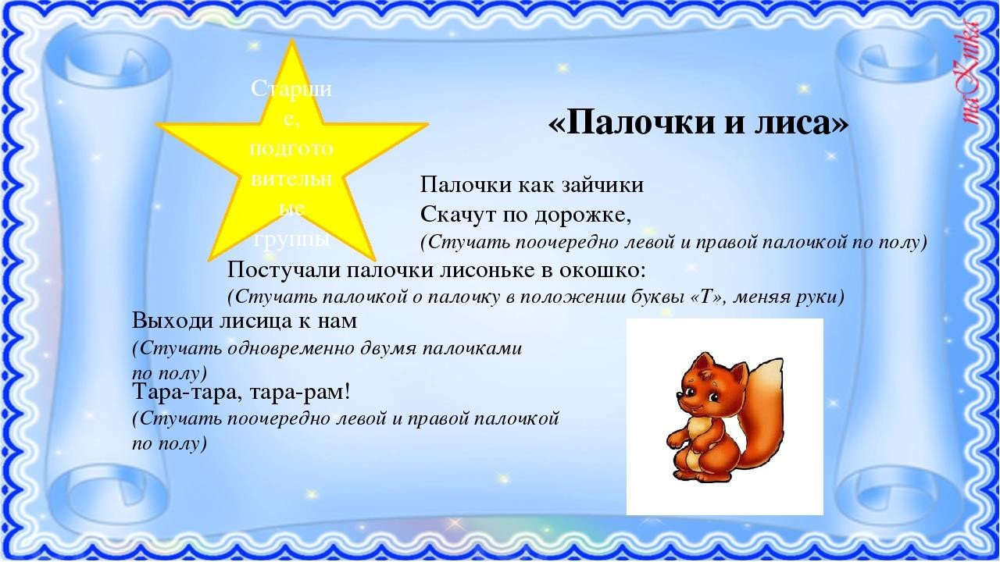 Старши
е,
подгото
вительн
ые
группы
«Палочки и лиса»
Палочки как зайчики
Скачут по дорожке,
(Стучать поочередно левой и правой палочкой по полу)
Постучали палочки лисоньке в окошко:
(Стучать палочкой о палочку в положении буквы «Т», меняя руки)
Выходи лисица к нам
(Стучать одновременно двумя палочками
по полу)
Тара-тара, тара-рам!
(Стучать поочередно левой и правой палочкой
по полу)
maKnika